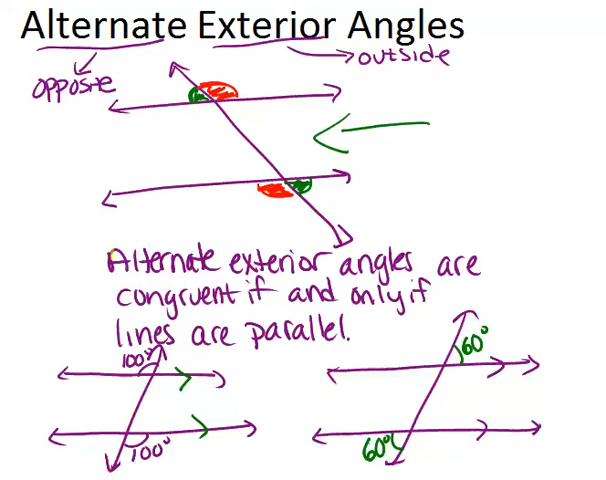 Alternate Exterior Angles
opposite
outside
Alternate exterior angles are
congruent if and only if
lines are parallel.
100°
100°
60°
60°